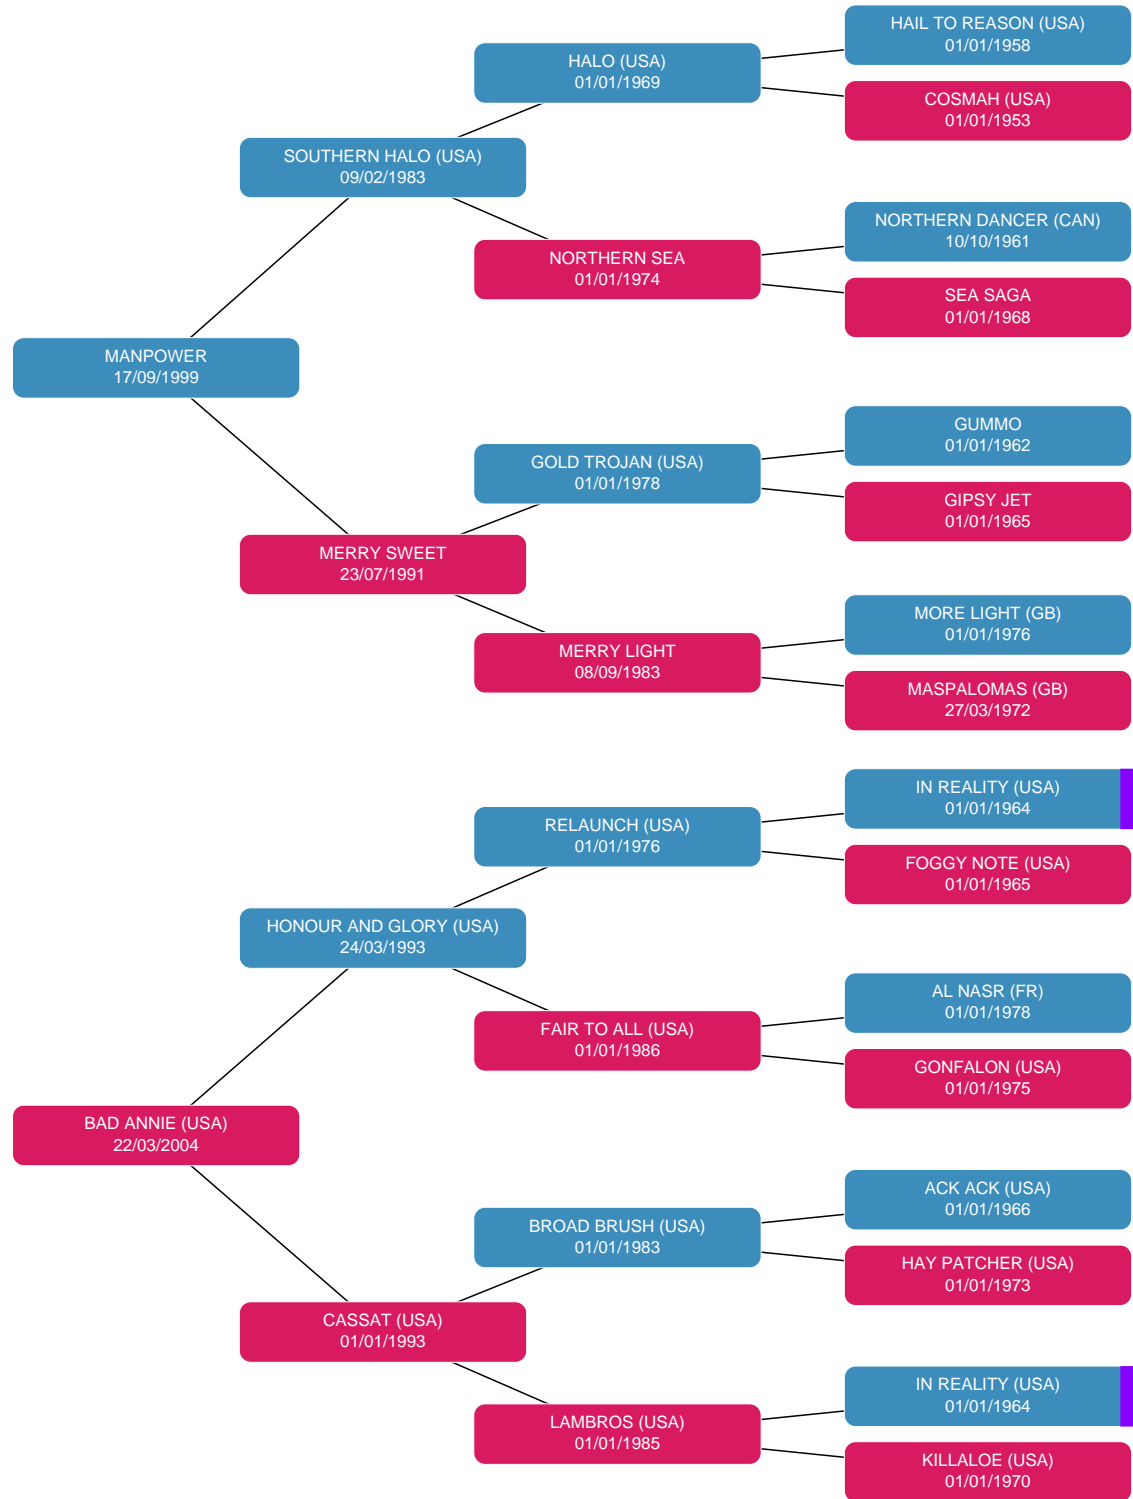 HAIL TO REASON (USA)
01/01/1958
HALO (USA)
01/01/1969
COSMAH (USA)
01/01/1953
SOUTHERN HALO (USA)
09/02/1983
NORTHERN DANCER (CAN)
10/10/1961
NORTHERN SEA
01/01/1974
SEA SAGA
01/01/1968
MANPOWER
17/09/1999
GUMMO
01/01/1962
GOLD TROJAN (USA)
01/01/1978
GIPSY JET
01/01/1965
MERRY SWEET
23/07/1991
MORE LIGHT (GB)
01/01/1976
MERRY LIGHT
08/09/1983
MASPALOMAS (GB)
27/03/1972
IN REALITY (USA)
01/01/1964
RELAUNCH (USA)
01/01/1976
FOGGY NOTE (USA)
01/01/1965
HONOUR AND GLORY (USA)
24/03/1993
AL NASR (FR)
01/01/1978
FAIR TO ALL (USA)
01/01/1986
GONFALON (USA)
01/01/1975
BAD ANNIE (USA)
22/03/2004
ACK ACK (USA)
01/01/1966
BROAD BRUSH (USA)
01/01/1983
HAY PATCHER (USA)
01/01/1973
CASSAT (USA)
01/01/1993
IN REALITY (USA)
01/01/1964
LAMBROS (USA)
01/01/1985
KILLALOE (USA)
01/01/1970